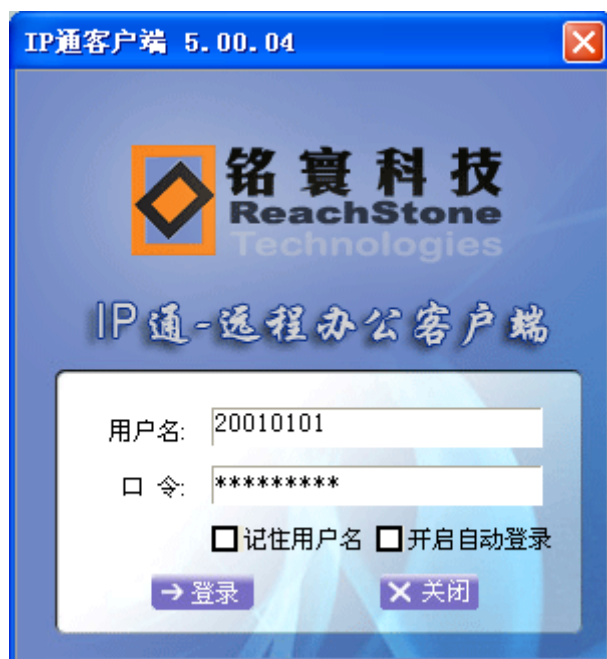 IP通客户端 5.00.04
铭寰科技
ReachStone
Technologies
IP通-远程办公客户端
用户名: 20010101
口 令: *********
记住用户名 开启自动登录
登录 关闭